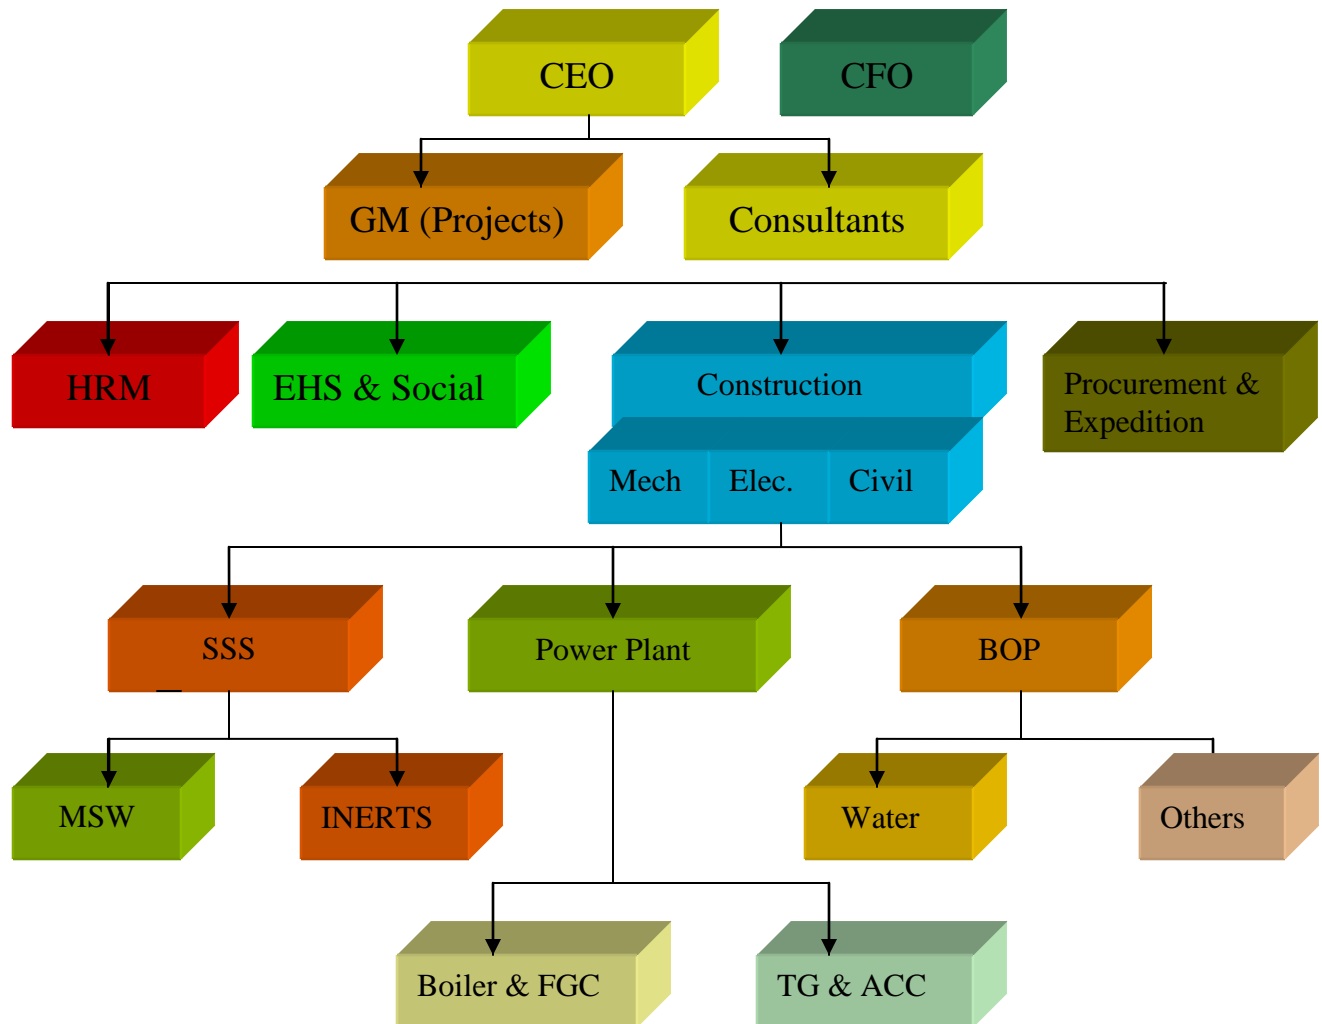 CEO
CFO
GM (Projects)
Consultants
HRM
EHS & Social
Construction
Procurement &
Expedition
Mech
Elec.
Civil
SSS
Power Plant
BOP
MSW
INERTS
Water
Others
Boiler & FGC
TG & ACC